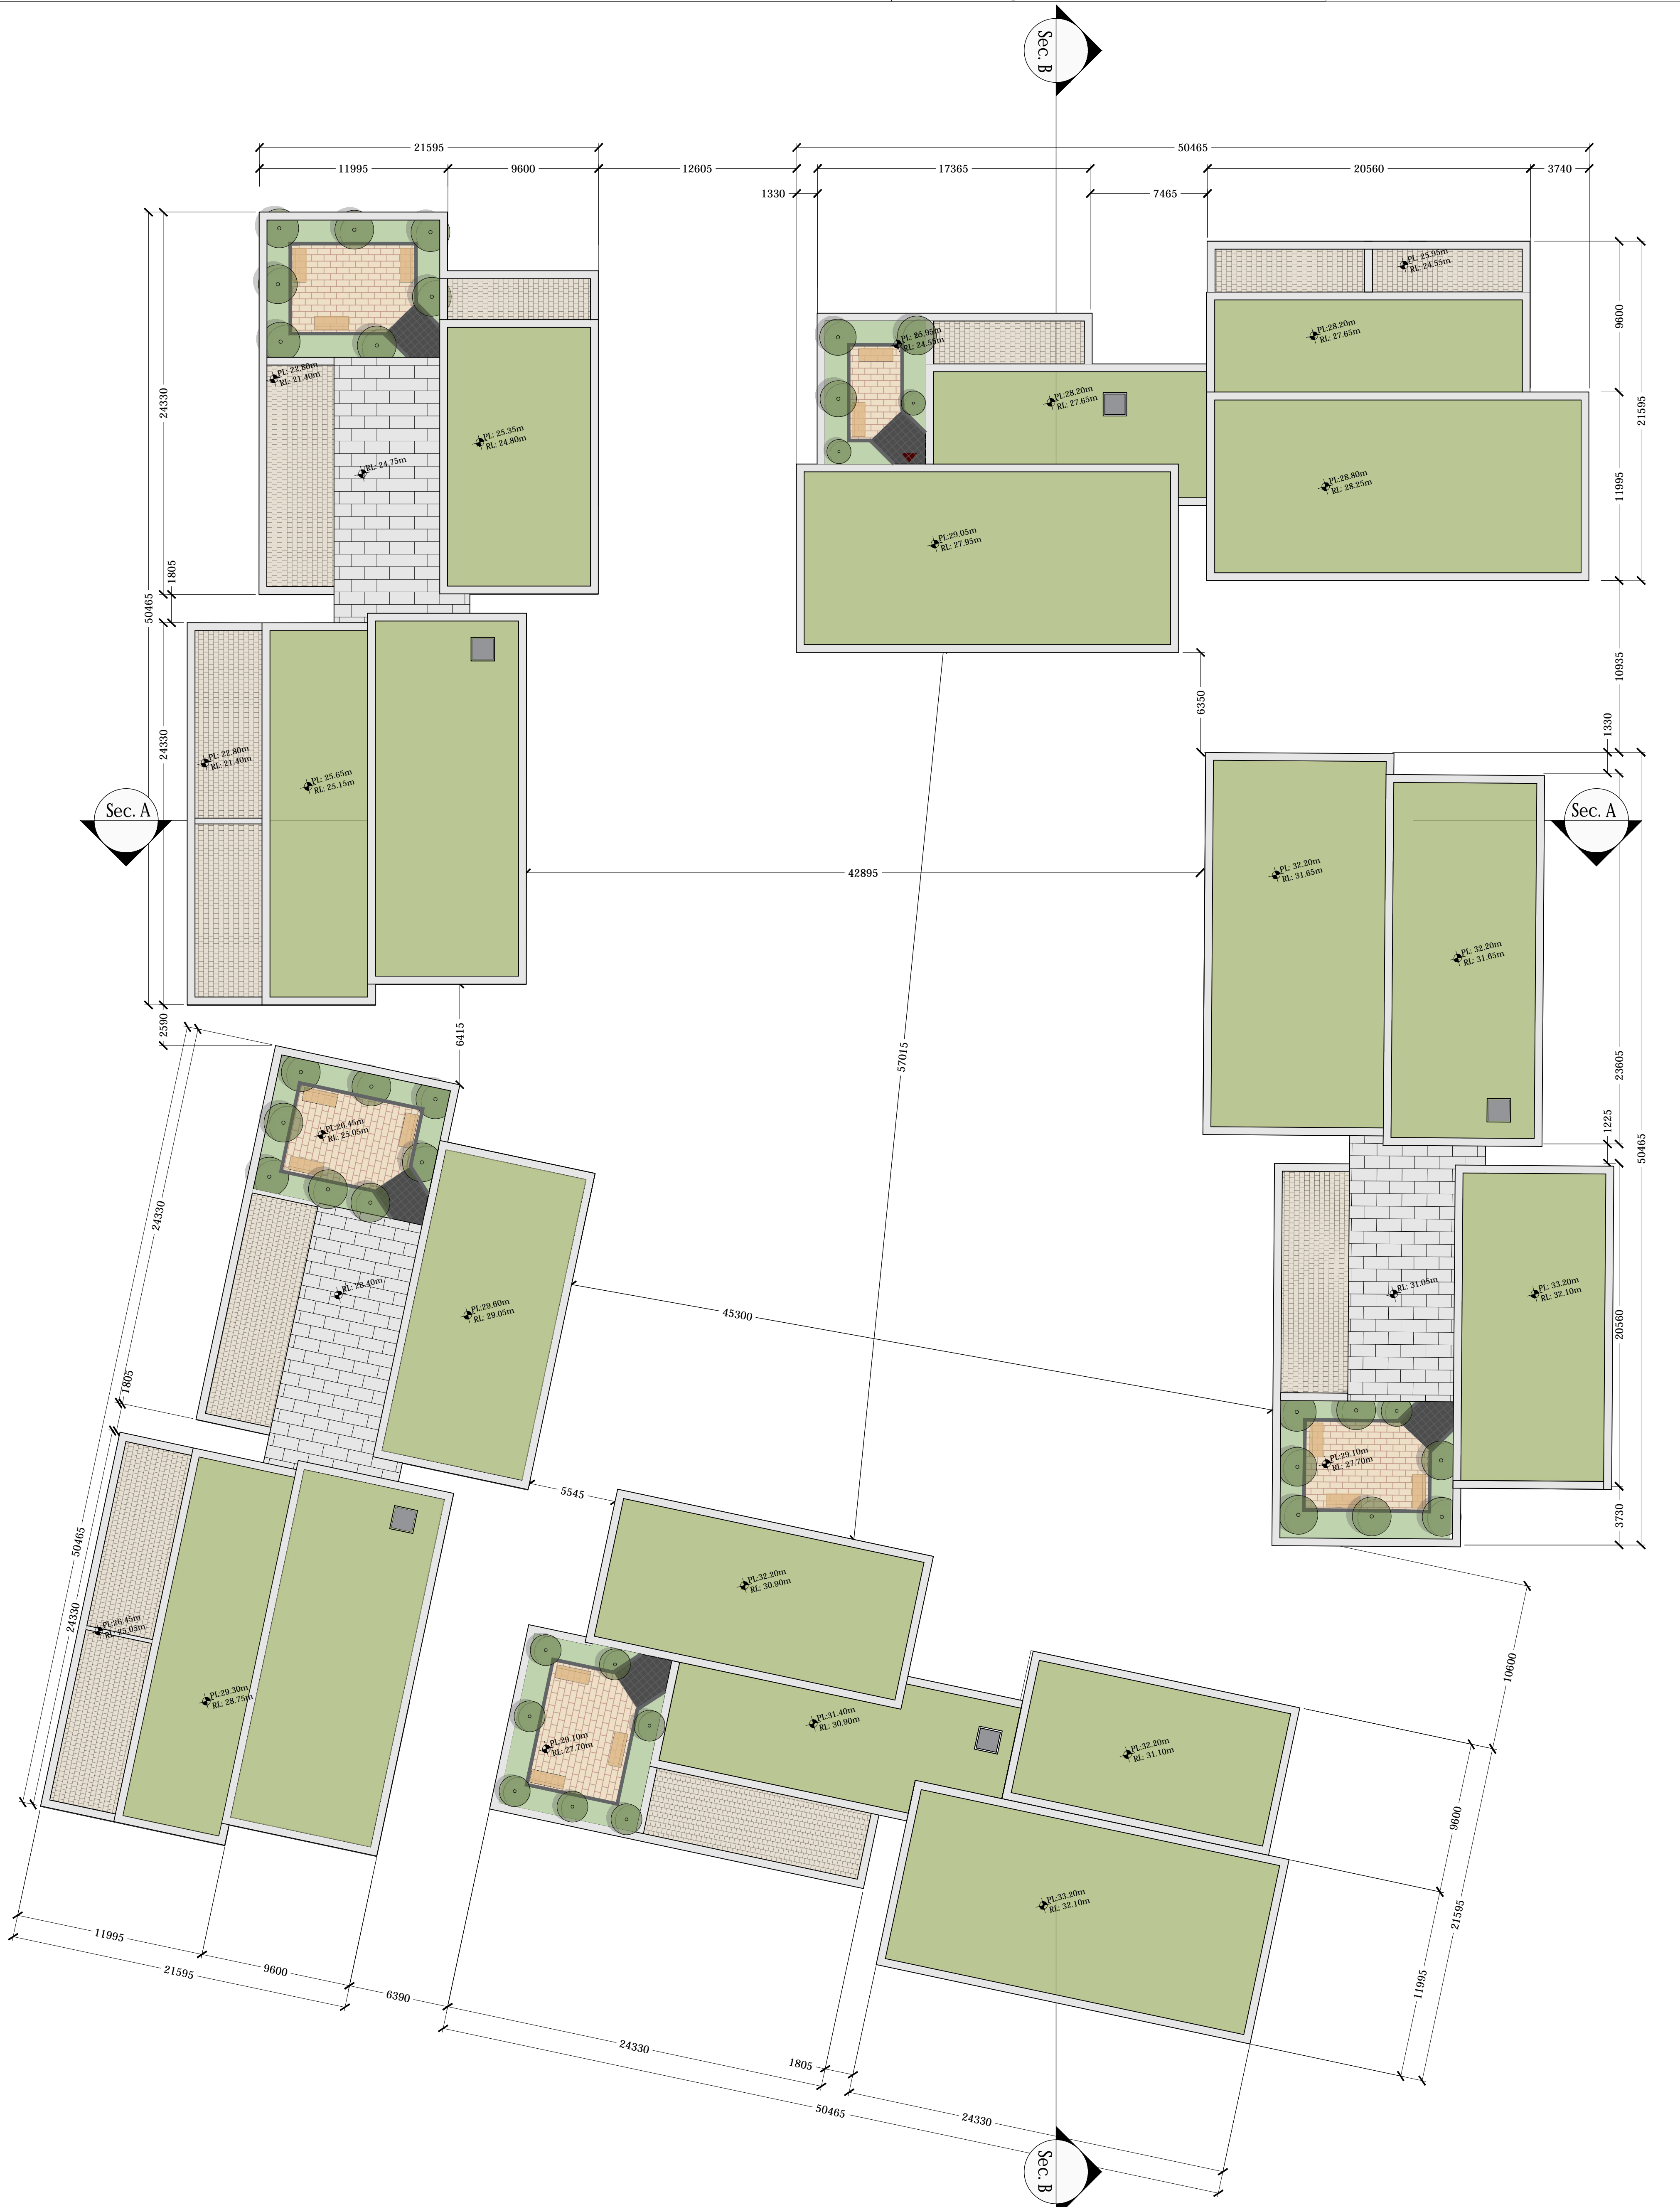 Sec. B
21595
50465
11995
9600
12605
17365
20560
3740
1330
7465
PL: 25.95m
RL: 24.55m
9600
PL:28.20m
RL: 27.65m
PL: 25.95m
RL: 24.55m
PL: 22.80m
RL: 21.40m
24330
PL:28.20m
RL: 27.65m
21595
PL: 25.35m
RL: 24.80m
RL: 24.75m
PL:28.80m
RL: 28.25m
11995
PL:29.05m
RL: 27.95m
1805
50465
10935
6350
1330
24330
PL: 22.80m
RL: 21.40m
PL: 25.65m
RL: 25.15m
Sec. A
Sec. A
42895
PL: 32.20m
RL: 31.65m
PL: 32.20m
RL: 31.65m
2590
6415
57015
23605
1225
50465
PL:26.45m
RL: 25.05m
24330
RL: 28.40m
PL:29.60m
RL: 29.05m
45300
RL: 31.05m
PL: 33.20m
RL: 32.10m
20560
1805
PL:29.10m
RL: 27.70m
5545
3730
50465
24330
PL:32.20m
RL: 30.90m
PL:26.45m
RL: 25.05m
10600
PL:29.30m
RL: 28.75m
PL:31.40m
RL: 30.90m
PL:29.10m
RL: 27.70m
PL:32.20m
RL: 31.10m
9600
PL:33.20m
RL: 32.10m
21595
11995
11995
9600
21595
6390
24330
1805
50465
24330
Sec. B